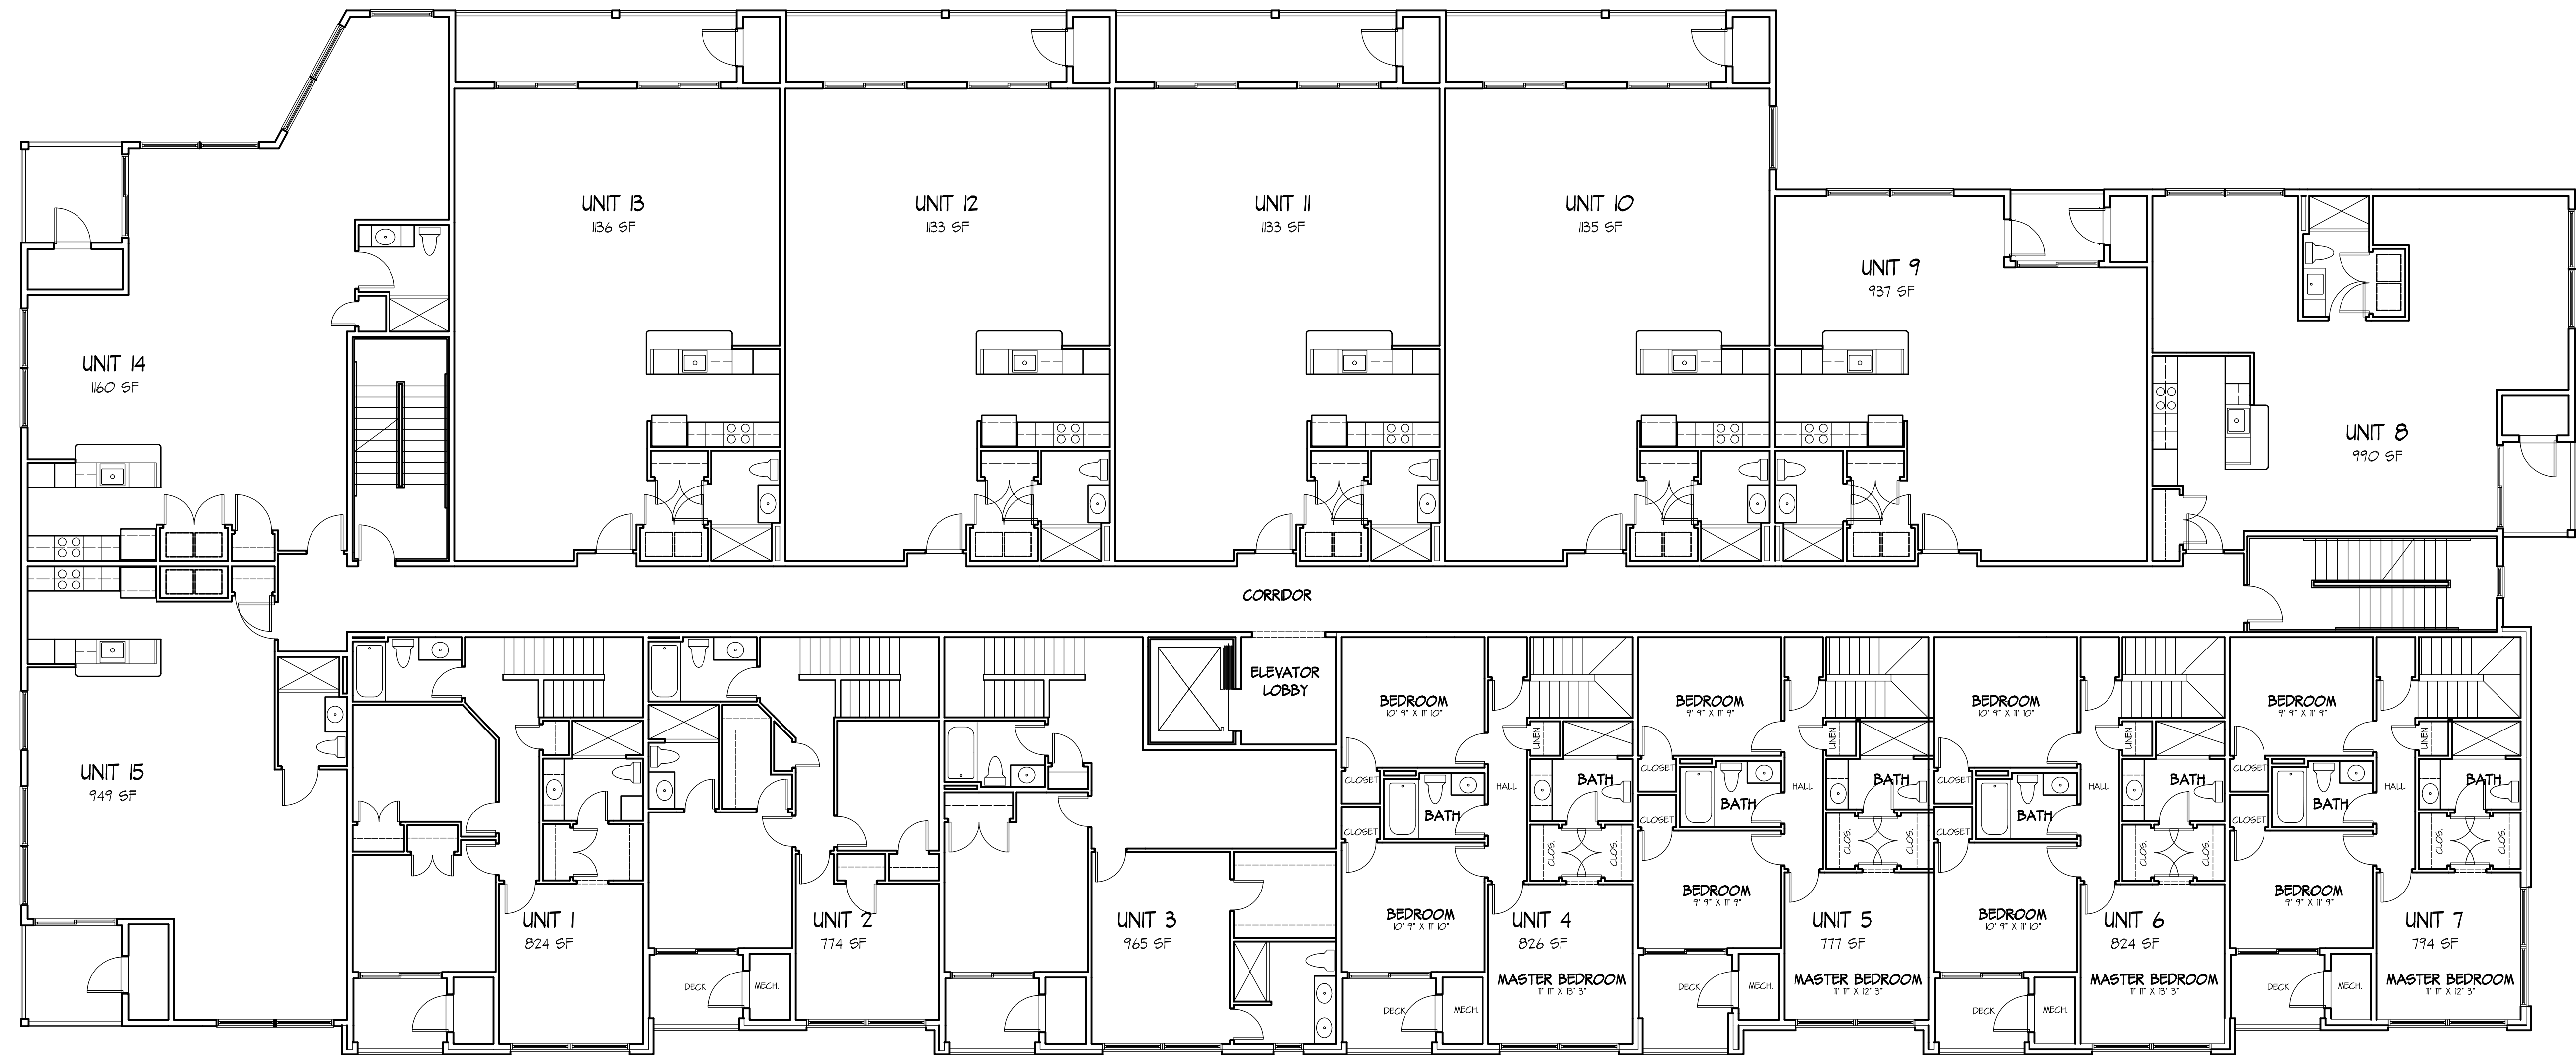 UNIT 13
1136 SF
UNIT 12
1133 SF
UNIT 11
1133 SF
UNIT 10
1135 SF
UNIT 9
937 SF
UNIT 14
1160 SF
UNIT 8
990 SF
CORRIDOR
ELEVATOR
LOBBY
UNIT 15
949 SF
UNIT 1
824 SF
UNIT 2
774 SF
DECK
MECH.
UNIT 3
965 SF
BEDROOM
10' 9" X 11' 10"
LINEN
CLOSET
HALL
BATH
BATH
CLOSET
CLOS.
CLOS.
BEDROOM
10' 9" X 11' 10"
UNIT 4
826 SF
MASTER BEDROOM
11' 11" X 13' 3"
DECK
MECH.
BEDROOM
9' 9" X 11' 9"
LINEN
CLOSET
HALL
BATH
BATH
CLOSET
CLOS.
CLOS.
BEDROOM
9' 9" X 11' 9"
UNIT 5
777 SF
MASTER BEDROOM
11' 11" X 12' 3"
DECK
MECH.
BEDROOM
10' 9" X 11' 10"
LINEN
CLOSET
HALL
BATH
BATH
CLOSET
CLOS.
CLOS.
BEDROOM
10' 9" X 11' 10"
UNIT 6
824 SF
MASTER BEDROOM
11' 11" X 13' 3"
DECK
MECH.
BEDROOM
9' 9" X 11' 9"
LINEN
CLOSET
HALL
BATH
BATH
CLOSET
CLOS.
CLOS.
BEDROOM
9' 9" X 11' 9"
UNIT 7
794 SF
MASTER BEDROOM
11' 11" X 12' 3"
DECK
MECH.